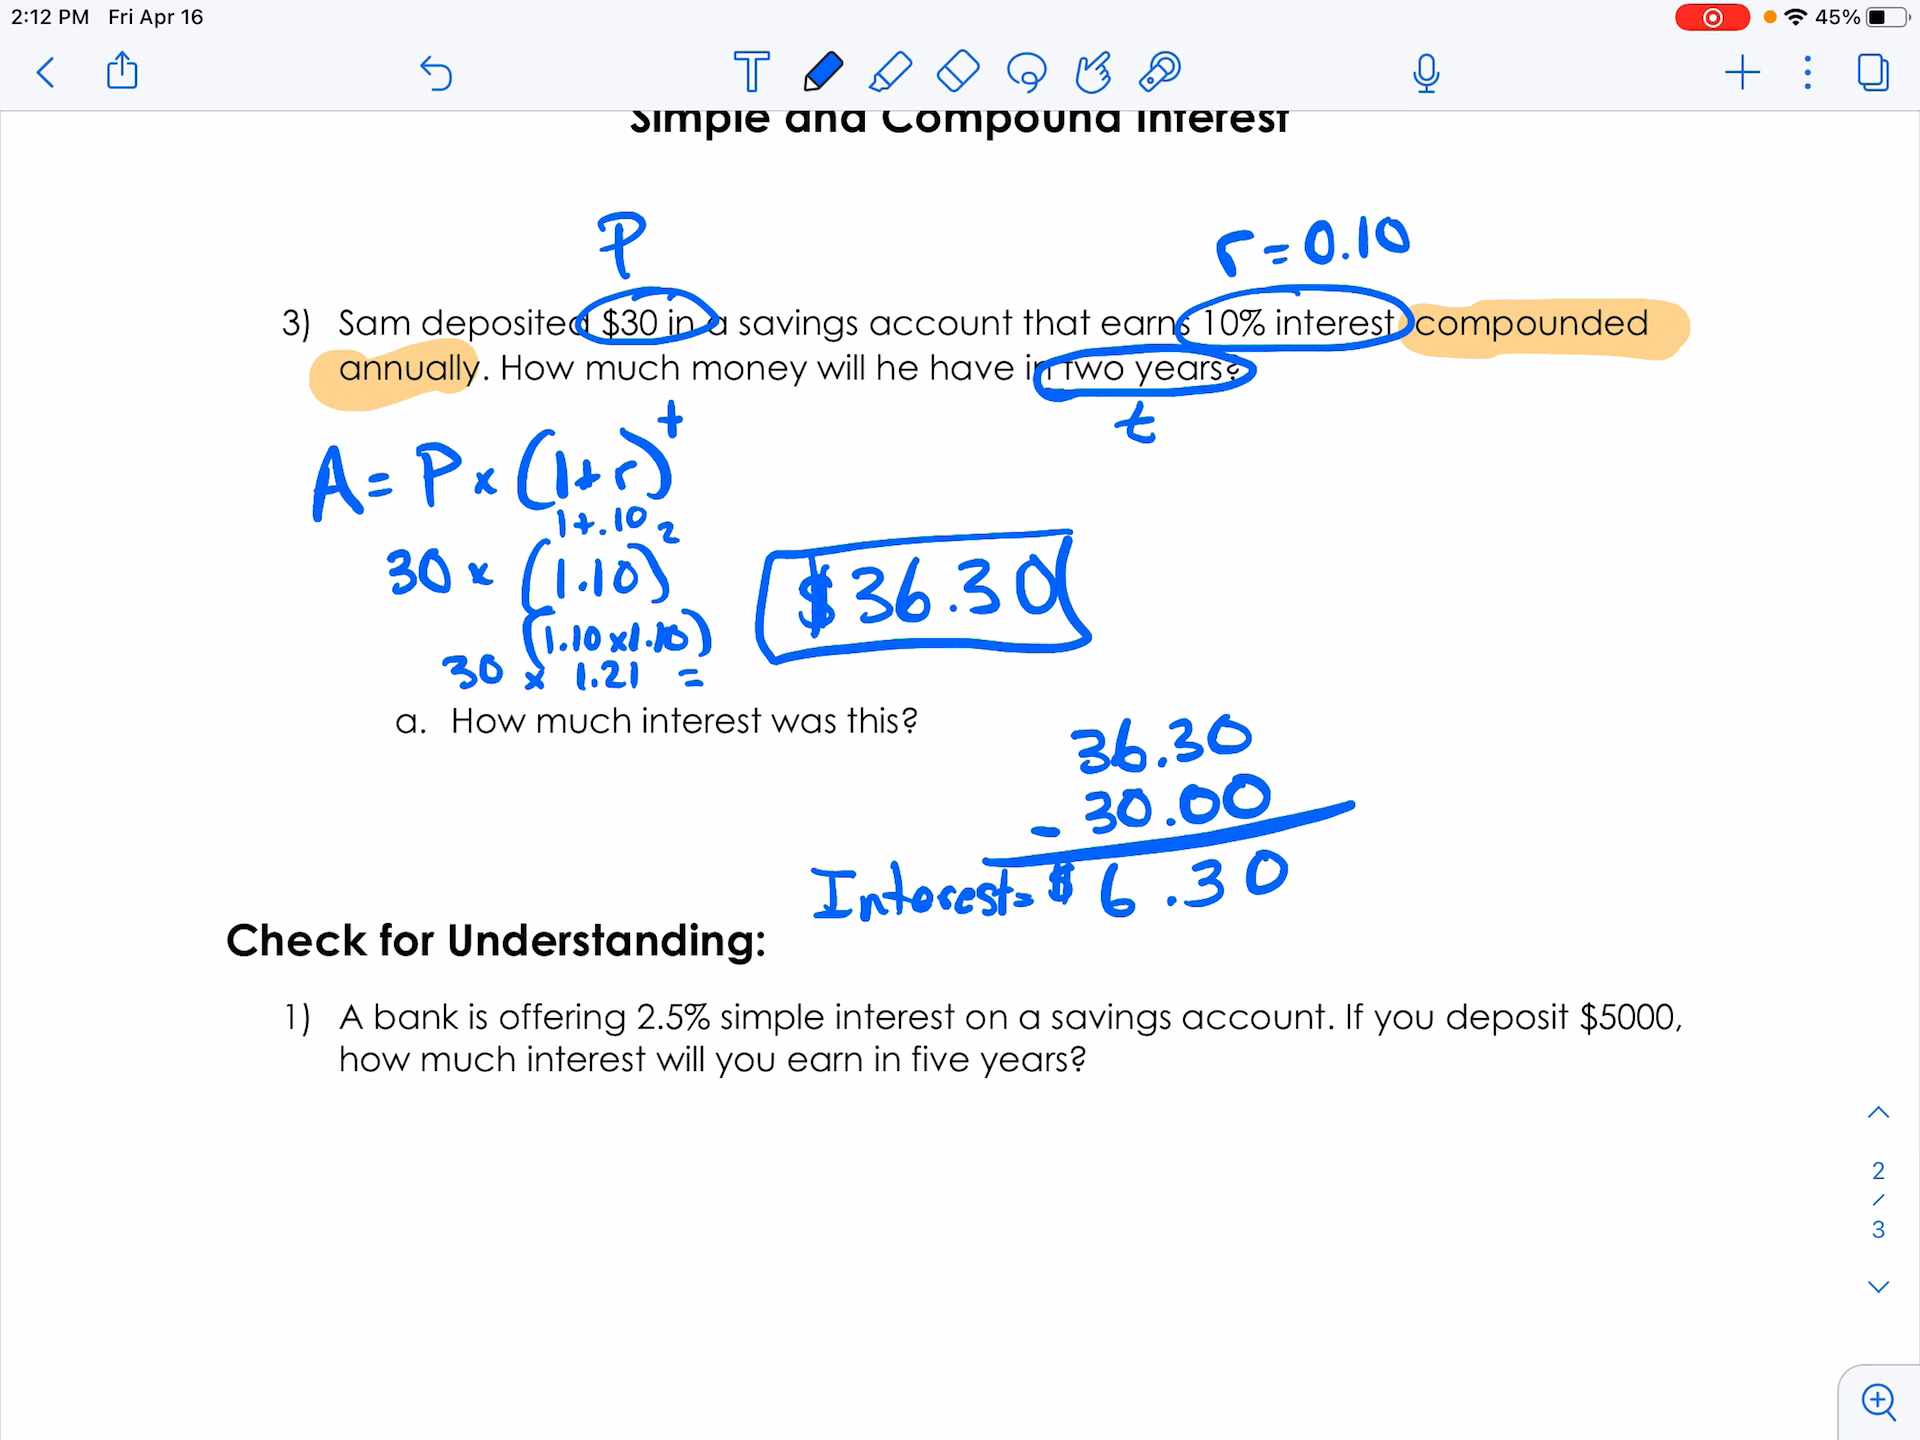 2:12 PM Fri Apr 16
45%
Simple and Compound Interest
P
r = 0.10
3) Sam deposited $30 in a savings account that earns 10% interest compounded
annually. How much money will he have in two years?
t
A = P x (1 + r)^t
1 + .10
30 x (1.10)^2
$36.30
(1.10 x 1.10)
30 x 1.21 =
a. How much interest was this?
36.30
- 30.00
Interest = $6.30
Check for Understanding:
1) A bank is offering 2.5% simple interest on a savings account. If you deposit $5000,
how much interest will you earn in five years?
2
/
3